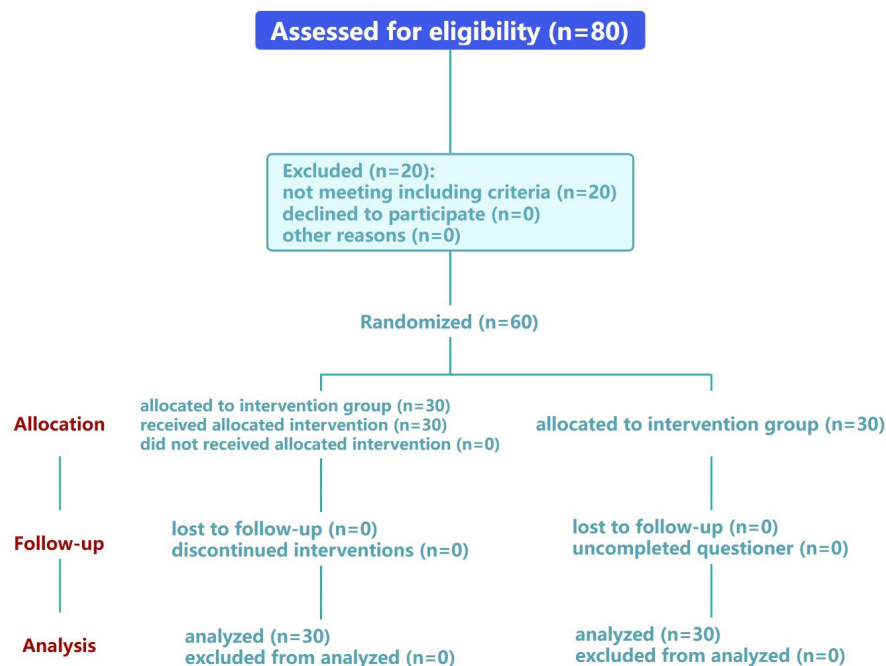 Assessed for eligibility (n=80)
Excluded (n=20):
not meeting including criteria (n=20)
declined to participate (n=0)
other reasons (n=0)
Randomized (n=60)
Allocation
allocated to intervention group (n=30)
received allocated intervention (n=30)
did not received allocated intervention (n=0)
allocated to intervention group (n=30)
Follow-up
lost to follow-up (n=0)
discontinued interventions (n=0)
lost to follow-up (n=0)
uncompleted questioner (n=0)
Analysis
analyzed (n=30)
excluded from analyzed (n=0)
analyzed (n=30)
excluded from analyzed (n=0)